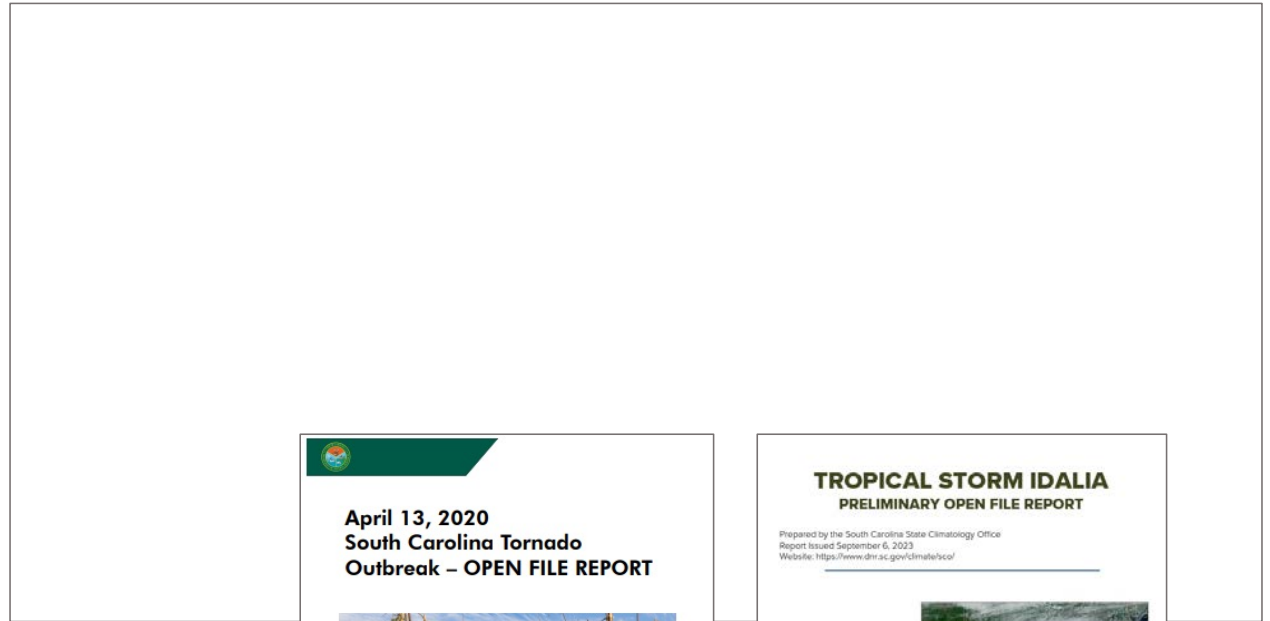 April 13, 2020
South Carolina Tornado
Outbreak – OPEN FILE REPORT
TROPICAL STORM IDALIA
PRELIMINARY OPEN FILE REPORT
Prepared by the South Carolina State Climatology Office
Report Issued September 6, 2023
Website: https://www.dnr.sc.gov/climate/sco/